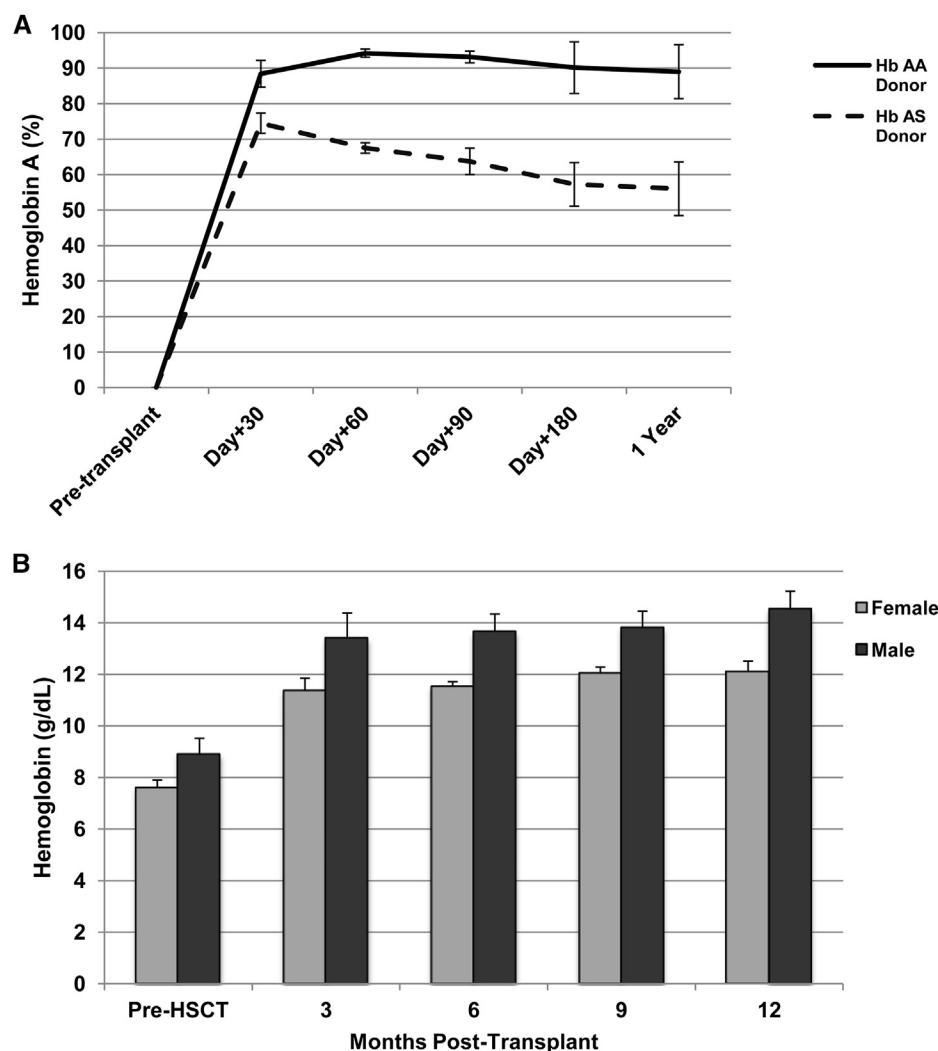 A
100
90
80
70
60
50
40
30
20
10
0
Hemoglobin A (%)
Pre-transplant
Day+30
Day+60
Day+90
Day+180
1 Year
Hb AA
Donor
Hb AS
Donor
B
16
14
12
10
8
6
4
2
0
Hemoglobin (g/dL)
Pre-HSCT 3 6 9 12
Months Post-Transplant
Female
Male